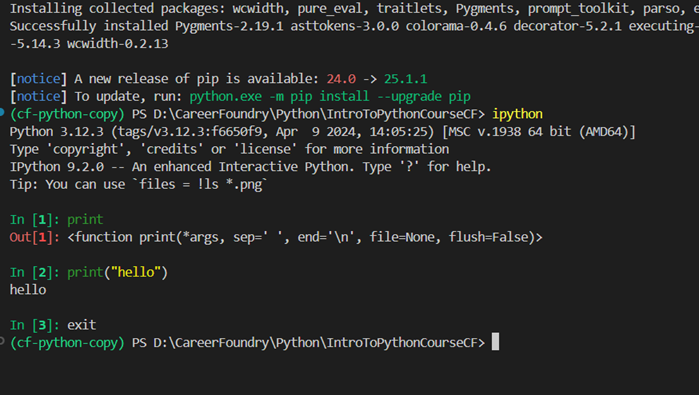 Installing collected packages: wcwidth, pure_eval, traitlets, Pygments, prompt_toolkit, parso,
Successfully installed Pygments-2.19.1 asttokens-3.0.0 colorama-0.4.6 decorator-5.2.1 executing-
-5.14.3 wcwidth-0.2.13
[notice] A new release of pip is available: 24.0 -> 25.1.1
[notice] To update, run: python.exe -m pip install --upgrade pip
(cf-python-copy) PS D:\CareerFoundry\Python\IntroToPythonCourseCF> ipython
Python 3.12.3 (tags/v3.12.3:f6650f9, Apr  9 2024, 14:05:25) [MSC v.1938 64 bit (AMD64)]
Type 'copyright', 'credits' or 'license' for more information
IPython 9.2.0 -- An enhanced Interactive Python. Type '?' for help.
Tip: You can use `files = !ls *.png`
In [1]: print
Out[1]: <function print(*args, sep=' ', end='\n', file=None, flush=False)>
In [2]: print("hello")
hello
In [3]: exit
(cf-python-copy) PS D:\CareerFoundry\Python\IntroToPythonCourseCF>